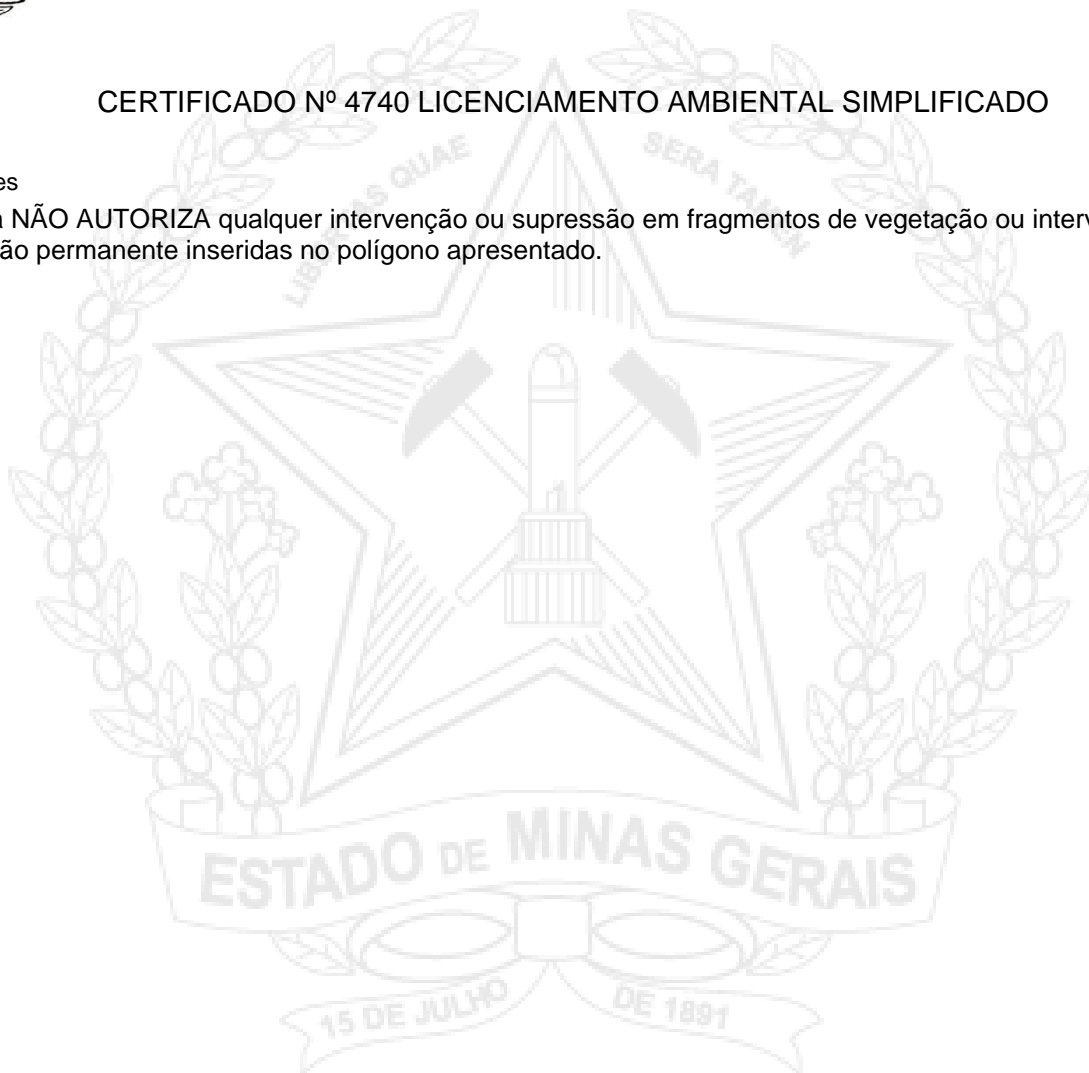 CERTIFICADO Nº 4740 LICENCIAMENTO AMBIENTAL SIMPLIFICADO
LIBERTAS QUAE SERA TAMEN
es
a NÃO AUTORIZA qualquer intervenção ou supressão em fragmentos de vegetação ou interv
ão permanente inseridas no polígono apresentado.
ESTADO DE MINAS GERAIS
15 DE JULHO DE 1891